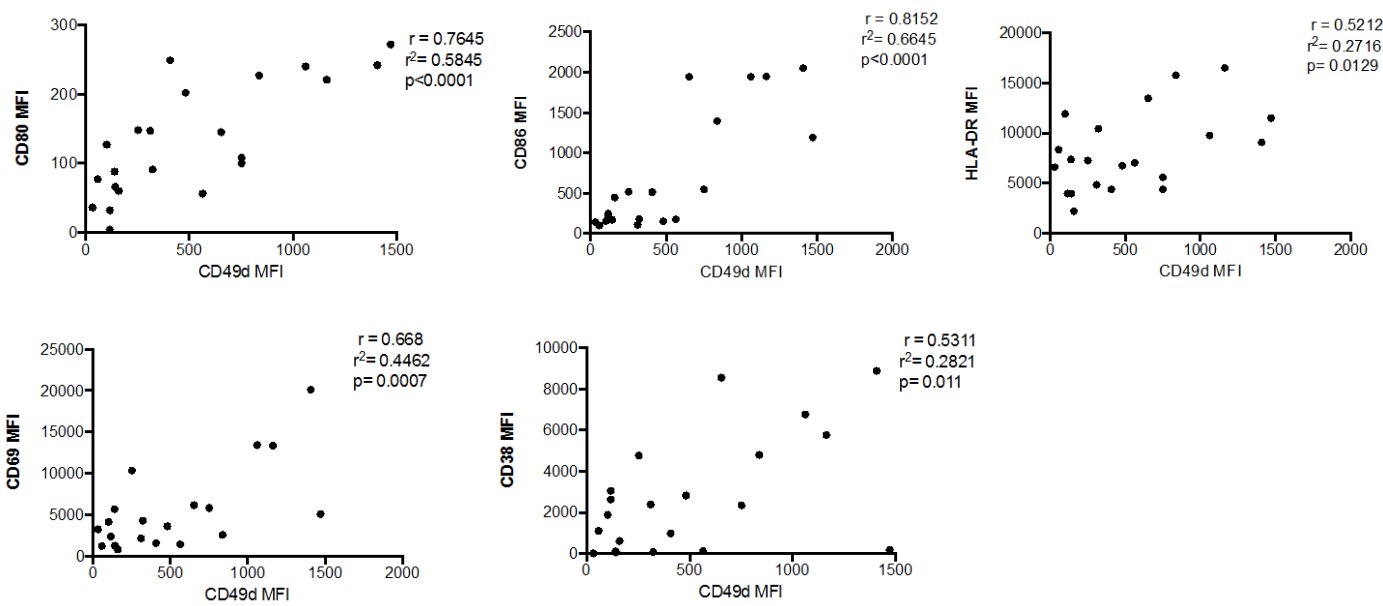 300
200
100
0
0
500
1000
1500
CD80 MFI
CD49d MFI
r = 0.7645
r²= 0.5845
p<0.0001
2500
2000
1500
1000
500
0
0
500
1000
1500
2000
CD86 MFI
CD49d MFI
r = 0.8152
r²= 0.6645
p<0.0001
20000
15000
10000
5000
0
0
500
1000
1500
2000
HLA-DR MFI
CD49d MFI
r = 0.5212
r²= 0.2716
p= 0.0129
25000
20000
15000
10000
5000
0
0
500
1000
1500
2000
CD69 MFI
CD49d MFI
r = 0.668
r²= 0.4462
p= 0.0007
10000
8000
6000
4000
2000
0
0
500
1000
1500
CD38 MFI
CD49d MFI
r = 0.5311
r²= 0.2821
p= 0.011